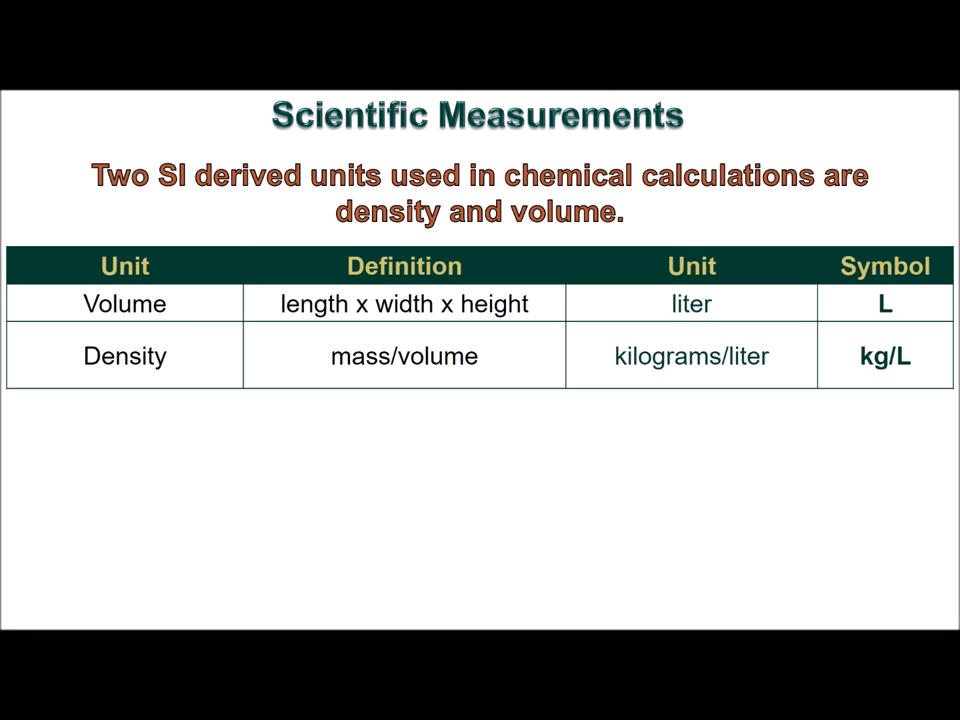 Scientific Measurements
Two SI derived units used in chemical calculations are
density and volume.
Unit Definition Unit Symbol
Volume length x width x height liter L
Density mass/volume kilograms/liter kg/L